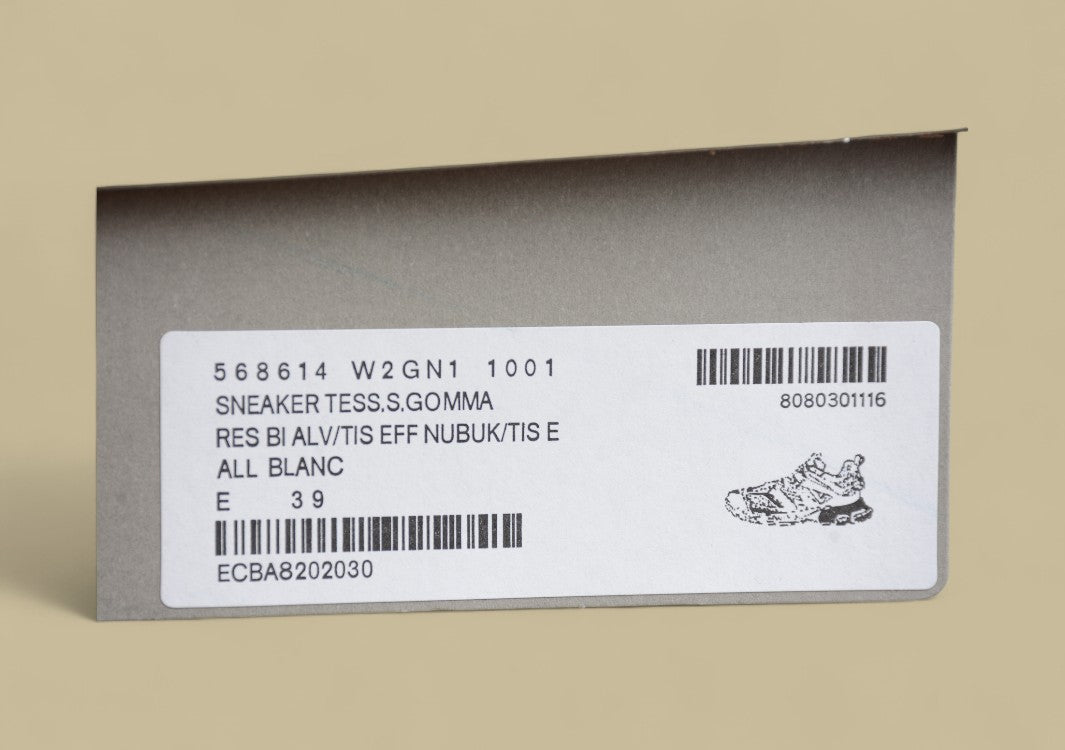 568614 W2GN1 1001
SNEAKER TESS.S.GOMMA
RES BI ALV/TIS EFF NUBUK/TIS E
ALL BLANC
E 39
ECBA8202030
8080301116